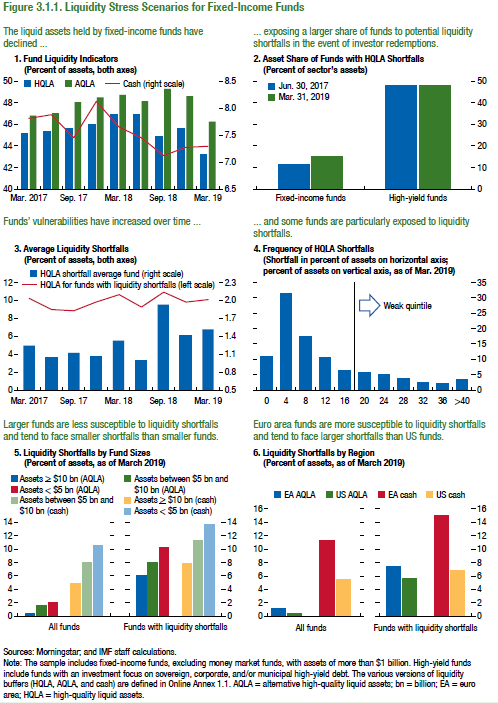 Figure 3.1.1. Liquidity Stress Scenarios for Fixed-Income Funds
The liquid assets held by fixed-income funds have
declined ...
1. Fund Liquidity Indicators
(Percent of assets, both axes)
HQLA AQLA Cash (right scale)
50 8.5
48 8.0
46 7.5
44 7.0
42
40 6.5
Mar. 2017 Sep. 17 Mar. 18 Sep. 18 Mar. 19
... exposing a larger share of funds to potential liquidity
shortfalls in the event of investor redemptions.
2. Asset Share of Funds with HQLA Shortfalls
(Percent of sector's assets)
Jun. 30, 2017
Mar. 31, 2019
50
40
30
20
10
0
Fixed-income funds High-yield funds
Funds' vulnerabilities have increased over time ...
3. Average Liquidity Shortfalls
(Percent of assets, both axes)
HQLA shortfall average fund (right scale)
HQLA for funds with liquidity shortfalls (left scale)
12 2.3
10 2.0
8 1.7
6 1.4
4 1.1
2 0.8
0 0.5
Mar. 2017 Sep. 17 Mar. 18 Sep. 18 Mar. 19
... and some funds are particularly exposed to liquidity
shortfalls.
4. Frequency of HQLA Shortfalls
(Shortfall in percent of assets on horizontal axis;
percent of assets on vertical axis, as of Mar. 2019)
Weak quintile
35
30
25
20
15
10
5
0
0 4 8 12 16 20 24 28 32 36 >40
Larger funds are less susceptible to liquidity shortfalls
and tend to face smaller shortfalls than smaller funds.
5. Liquidity Shortfalls by Fund Sizes
(Percent of assets, as of March 2019)
Assets ≥ $10 bn (AQLA) Assets between $5 bn and
Assets < $5 bn (AQLA) $10 bn (AQLA)
Assets between $5 bn and Assets ≥ $10 bn (cash)
$10 bn (cash) Assets < $5 bn (cash)
14 14
12 12
10 10
8 8
6 6
4 4
2 2
0 0
All funds Funds with liquidity shortfalls
Euro area funds are more susceptible to liquidity shortfalls
and tend to face larger shortfalls than US funds.
6. Liquidity Shortfalls by Region
(Percent of assets, as of March 2019)
EA AQLA US AQLA EA cash US cash
16 16
14 14
12 12
10 10
8 8
6 6
4 4
2 2
0 0
All funds Funds with liquidity shortfalls
Sources: Morningstar; and IMF staff calculations.
Note: The sample includes fixed-income funds, excluding money market funds, with assets of more than $1 billion. High-yield funds
include funds with an investment focus on sovereign, corporate, and/or municipal high-yield debt. The various versions of liquidity
buffers (HQLA, AQLA, and cash) are defined in Online Annex 1.1. AQLA = alternative high-quality liquid assets; bn = billion; EA = euro
area; HQLA = high-quality liquid assets.